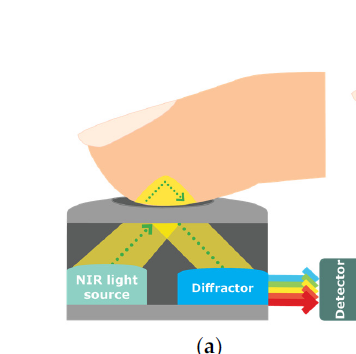 NIR light
source
Diffractor
Detector
(a)